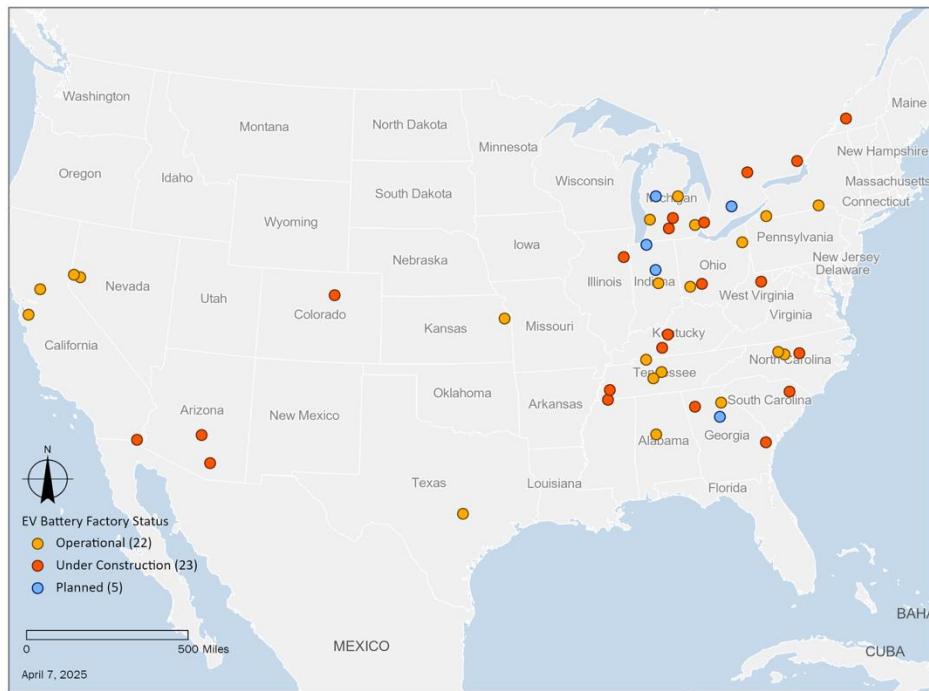 Washington
Maine
Montana
North Dakota
Minnesota
New Hampshire
Oregon
Wisconsin
Michigan
Massachusetts
Idaho
South Dakota
Connecticut
Wyoming
Pennsylvania
Iowa
New Jersey
Nebraska
Ohio
Delaware
Illinois
Indiana
Nevada
Utah
West Virginia
Colorado
Virginia
Kansas
Missouri
Kentucky
California
North Carolina
Tennessee
Oklahoma
Arkansas
South Carolina
Arizona
New Mexico
Georgia
Alabama
N
Texas
Louisiana
Florida
EV Battery Factory Status
Operational (22)
Under Construction (23)
Planned (5)
BAHA
0 500 Miles
MEXICO
CUBA
April 7, 2025